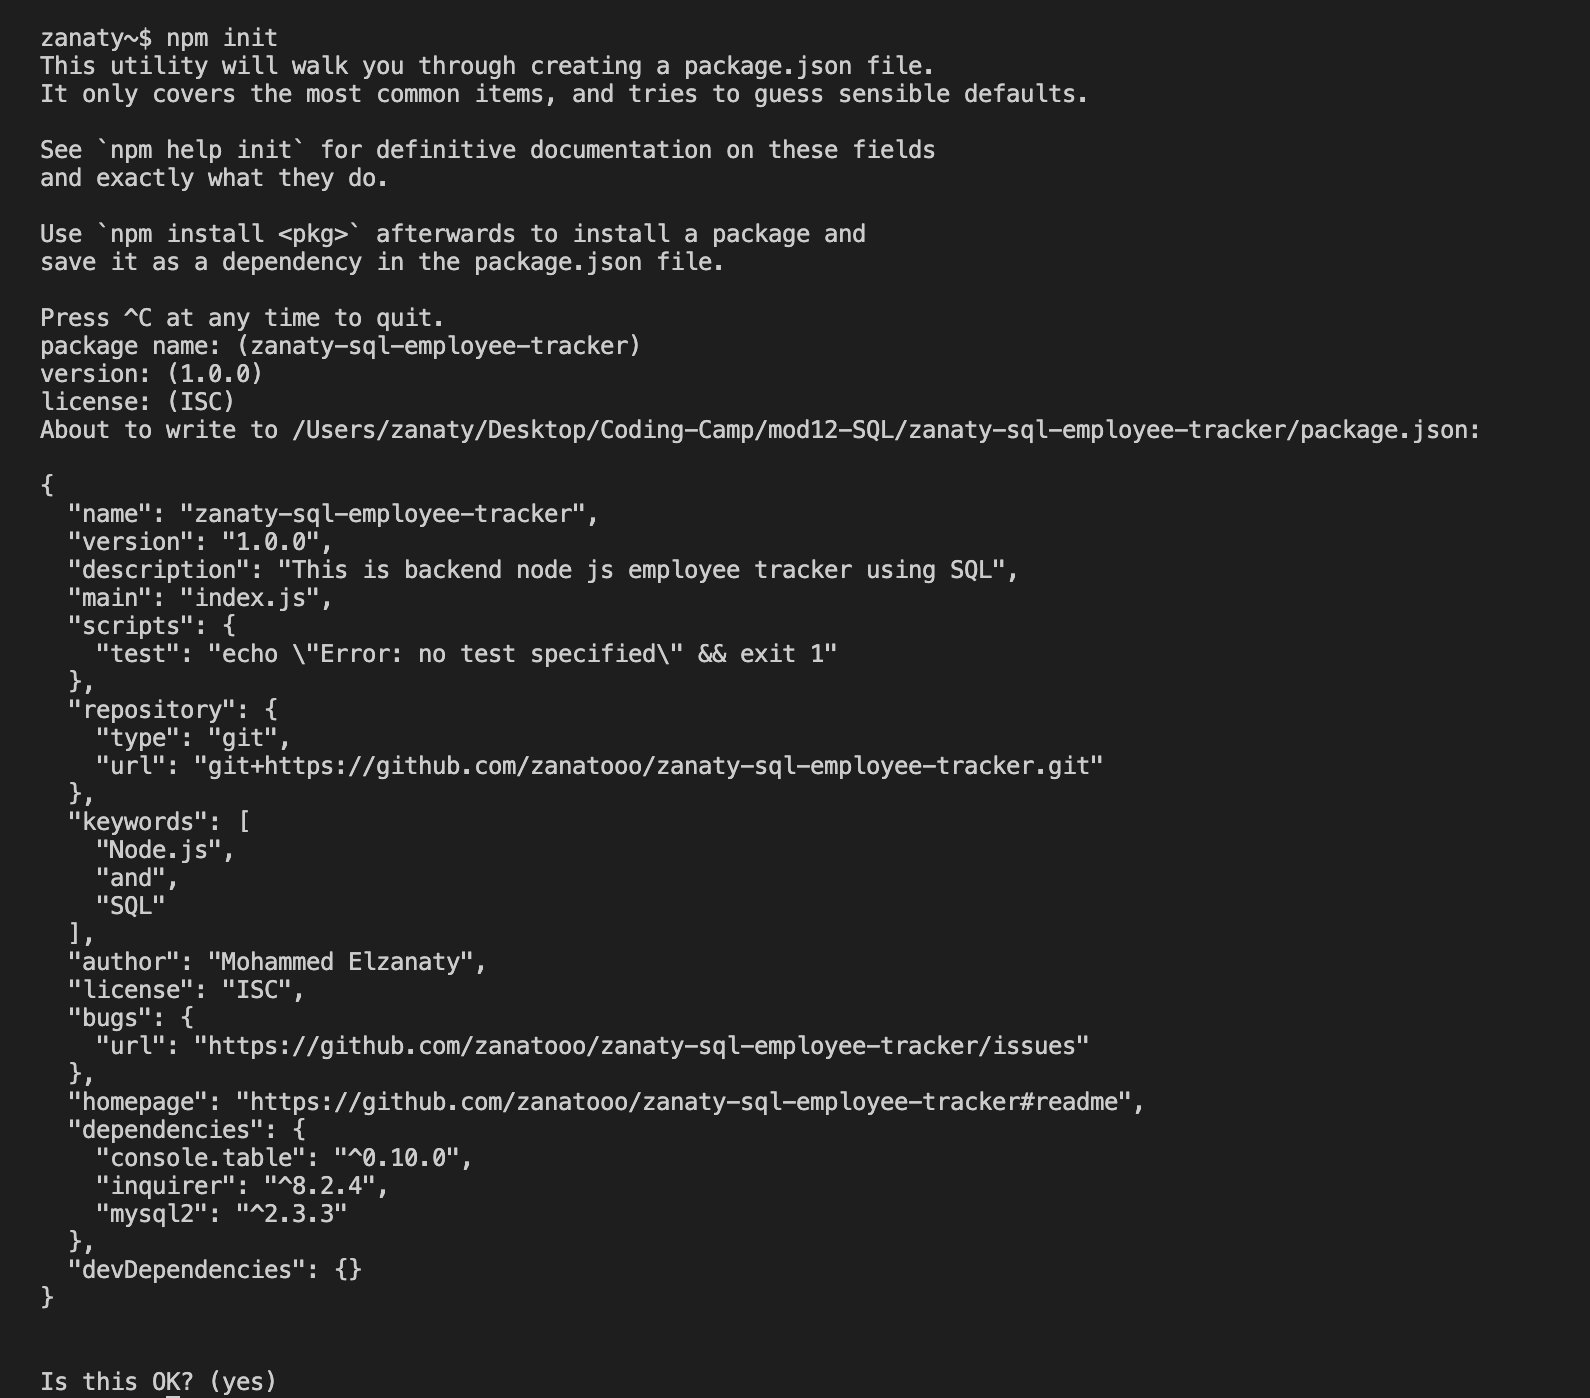 zanaty~$ npm init
This utility will walk you through creating a package.json file.
It only covers the most common items, and tries to guess sensible defaults.
See `npm help init` for definitive documentation on these fields
and exactly what they do.
Use `npm install <pkg>` afterwards to install a package and
save it as a dependency in the package.json file.
Press ^C at any time to quit.
package name: (zanaty-sql-employee-tracker)
version: (1.0.0)
license: (ISC)
About to write to /Users/zanaty/Desktop/Coding-Camp/mod12-SQL/zanaty-sql-employee-tracker/package.json:
{
  "name": "zanaty-sql-employee-tracker",
  "version": "1.0.0",
  "description": "This is backend node js employee tracker using SQL",
  "main": "index.js",
  "scripts": {
    "test": "echo \"Error: no test specified\" && exit 1"
  },
  "repository": {
    "type": "git",
    "url": "git+https://github.com/zanatooo/zanaty-sql-employee-tracker.git"
  },
  "keywords": [
    "Node.js",
    "and",
    "SQL"
  ],
  "author": "Mohammed Elzanaty",
  "license": "ISC",
  "bugs": {
    "url": "https://github.com/zanatooo/zanaty-sql-employee-tracker/issues"
  },
  "homepage": "https://github.com/zanatooo/zanaty-sql-employee-tracker#readme",
  "dependencies": {
    "console.table": "^0.10.0",
    "inquirer": "^8.2.4",
    "mysql2": "^2.3.3"
  },
  "devDependencies": {}
}
Is this OK? (yes)